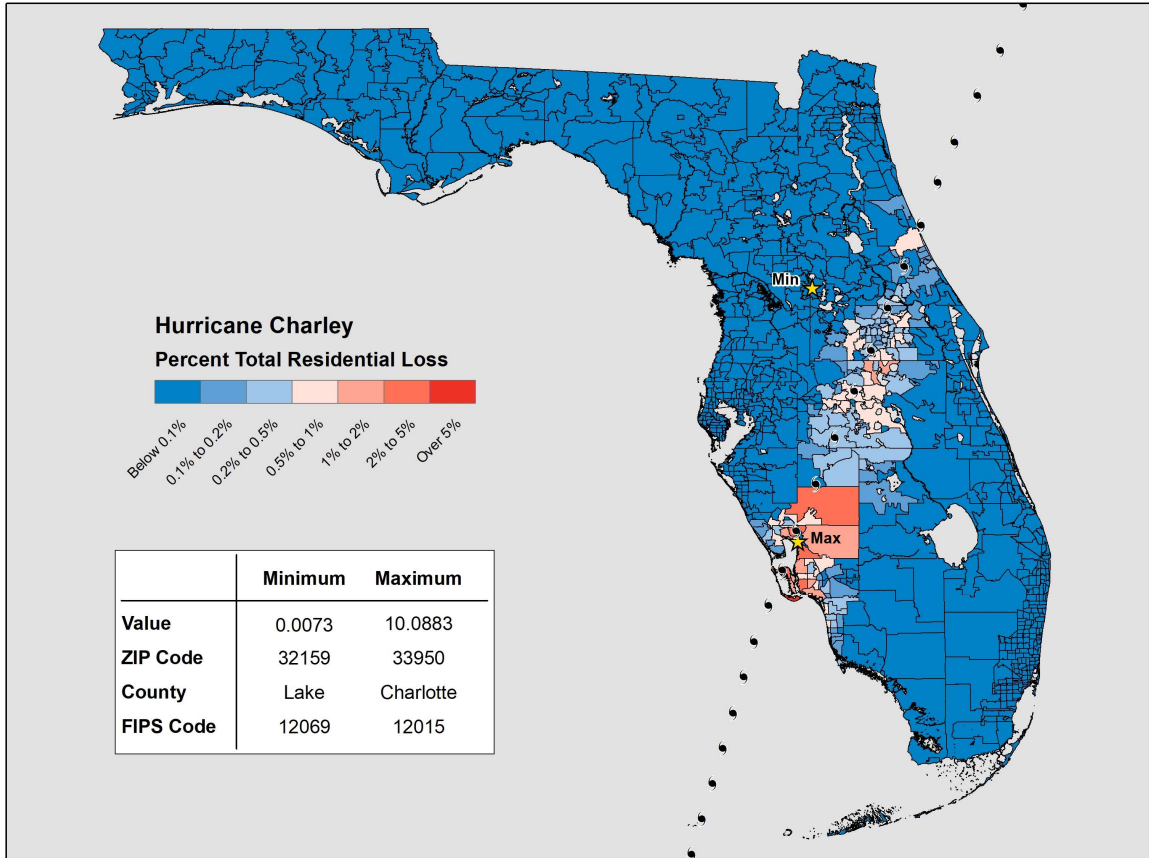 Min
Hurricane Charley
Percent Total Residential Loss
Below 0.1%
0.1% to 0.2%
0.2% to 0.5%
0.5% to 1%
1% to 2%
2% to 5%
Over 5%
Max
Minimum Maximum
Value 0.0073 10.0883
ZIP Code 32159 33950
County Lake Charlotte
FIPS Code 12069 12015